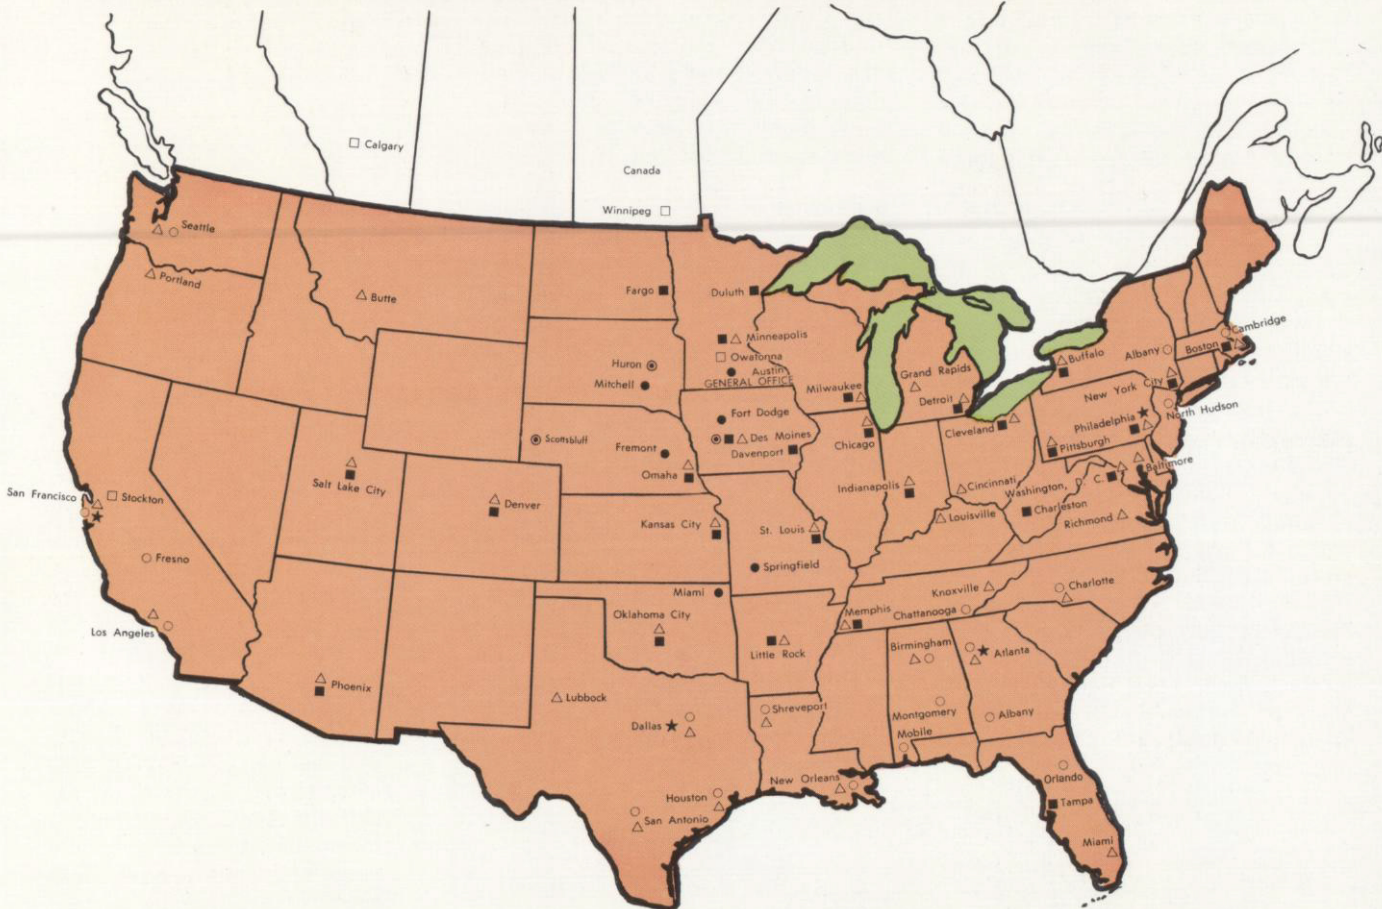 Calgary
Canada
Winnipeg
Seattle
Portland
Butte
Fargo
Duluth
Minneapolis
Owatonna
Huron
Austin
Mitchell
GENERAL OFFICE
Milwaukee
Grand Rapids
Detroit
Buffalo
Albany
Cambridge
Boston
New York City
North Hudson
Philadelphia
Pittsburgh
Cleveland
Chicago
Fort Dodge
Des Moines
Davenport
Scottsbluff
Fremont
Omaha
Salt Lake City
Denver
San Francisco
Stockton
Fresno
Los Angeles
Kansas City
St. Louis
Indianapolis
Cincinnati
Louisville
Washington, D. C.
Baltimore
Charleston
Richmond
Springfield
Miami
Oklahoma City
Little Rock
Memphis
Knoxville
Chattanooga
Charlotte
Birmingham
Atlanta
Phoenix
Lubbock
Dallas
Shreveport
Montgomery
Albany
Mobile
New Orleans
Houston
San Antonio
Orlando
Tampa
Miami